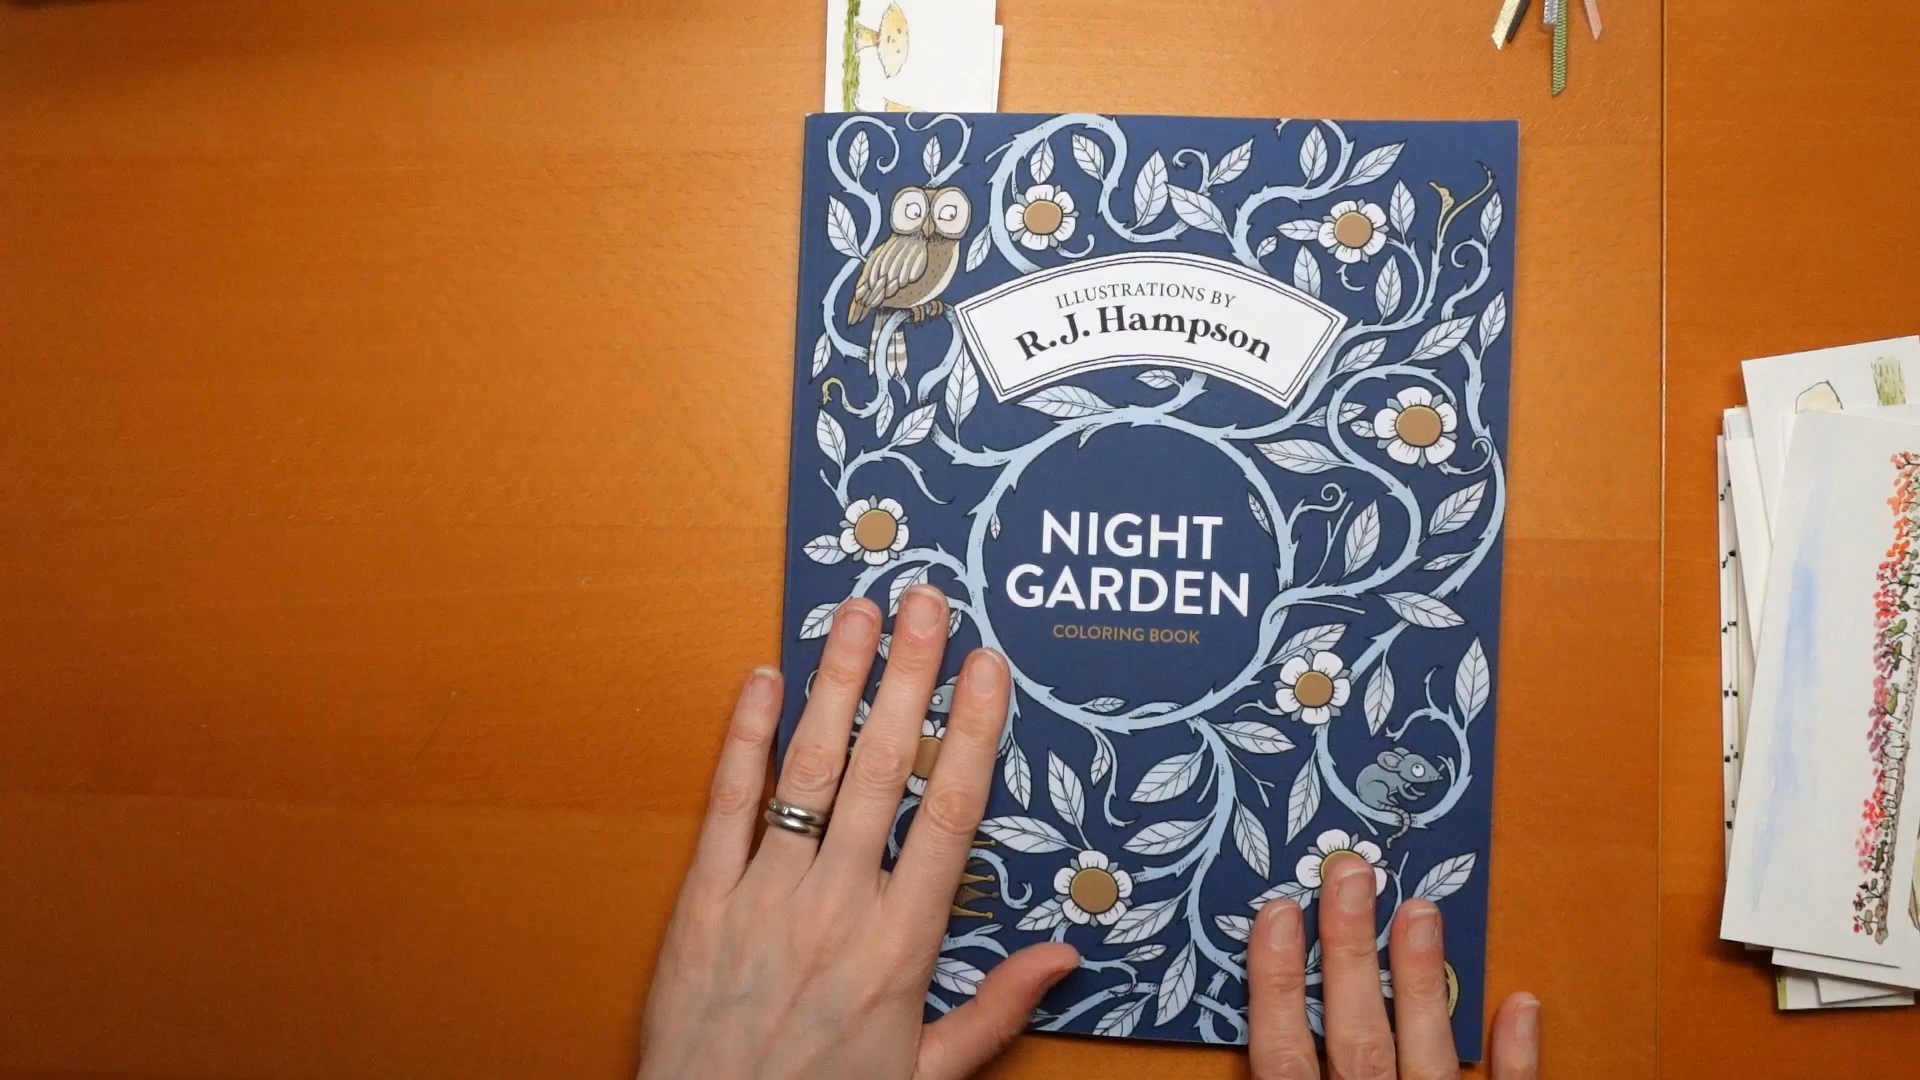 ILLUSTRATIONS BY
R.J. Hampson
NIGHT
GARDEN
COLORING BOOK